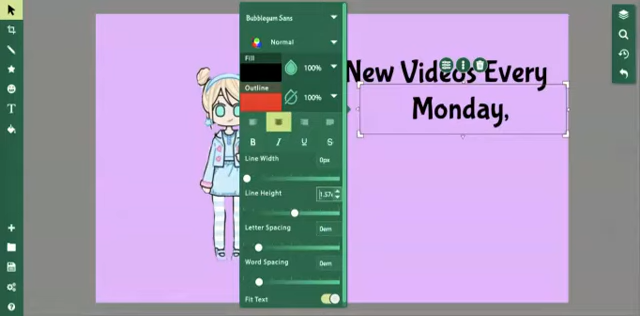 Bubblegum Sans
Normal
Fill
100%
Outline
100%
B I U S
Line Width
0px
Line Height
1.57
Letter Spacing
0em
Word Spacing
0em
Fit Text
New Videos Every
Monday,
T
?